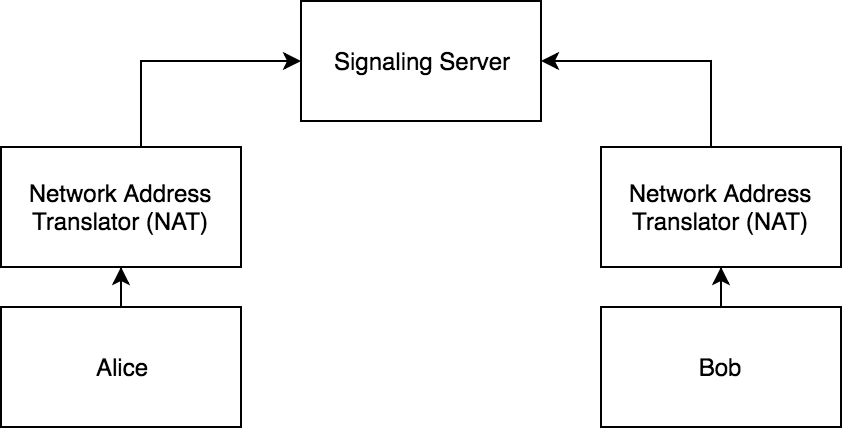 Signaling Server
Network Address
Translator (NAT)
Network Address
Translator (NAT)
Alice
Bob